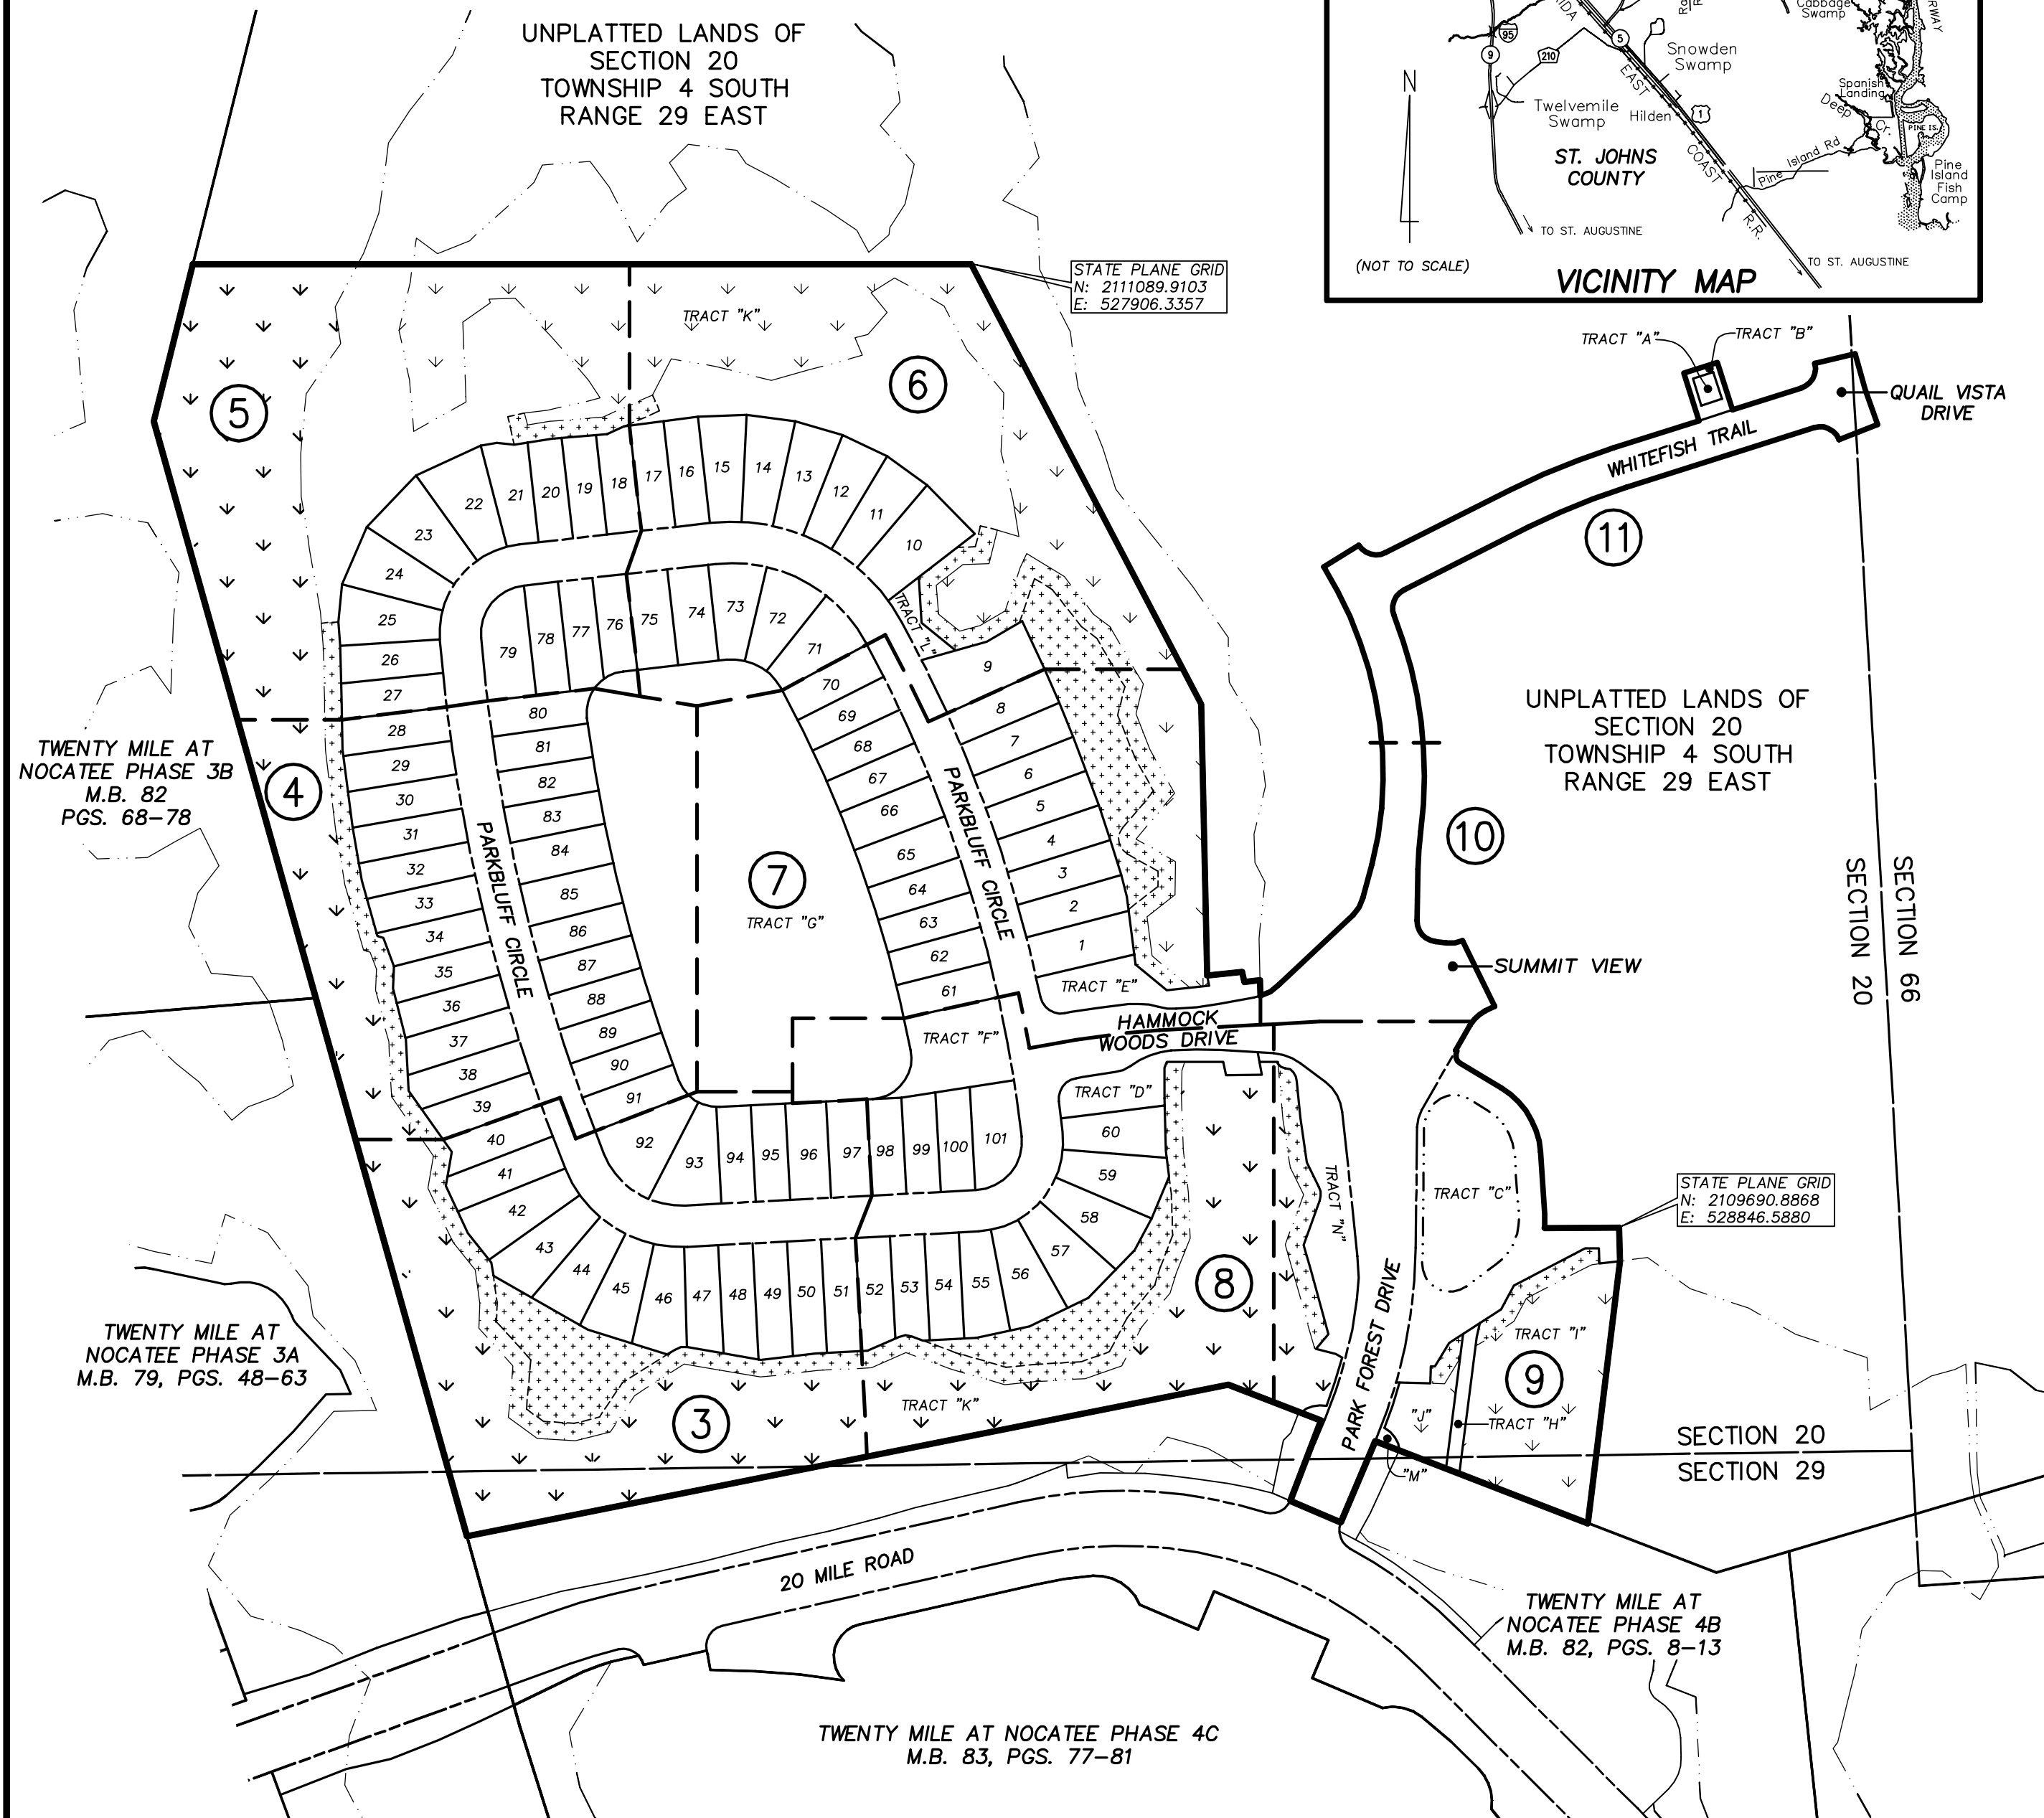 UNPLATTED LANDS OF
SECTION 20
TOWNSHIP 4 SOUTH
RANGE 29 EAST
Cabbage
Swamp
95
9
210
5
Snowden
Swamp
N
EAST
COAST
R.R.
Twelvemile
Swamp
Hilden
1
Spanish
Landing
Deep
Cr.
PINE IS.
ST. JOHNS
COUNTY
Pine Island Rd
Pine
Island
Fish
Camp
TO ST. AUGUSTINE
TO ST. AUGUSTINE
(NOT TO SCALE)
VICINITY MAP
STATE PLANE GRID
N: 2111089.9103
E: 527906.3357
TRACT "K"
TRACT "A"
TRACT "B"
QUAIL VISTA
DRIVE
WHITEFISH TRAIL
5
6
11
22
21
20
19
18
17
16
15
14
13
12
11
10
23
24
25
26
27
28
29
30
31
32
33
34
35
36
37
38
39
79
78
77
76
75
74
73
72
71
TRACT "L"
9
8
7
6
5
4
3
2
1
70
69
68
67
66
65
64
63
62
61
80
81
82
83
84
85
86
87
88
89
90
91
PARKBLUFF CIRCLE
PARKBLUFF CIRCLE
TWENTY MILE AT
NOCATEE PHASE 3B
M.B. 82
PGS. 68-78
4
7
TRACT "G"
10
UNPLATTED LANDS OF
SECTION 20
TOWNSHIP 4 SOUTH
RANGE 29 EAST
SECTION 20
SECTION 66
SUMMIT VIEW
TRACT "E"
HAMMOCK
WOODS DRIVE
TRACT "F"
TRACT "D"
40
41
42
43
44
45
46
47
48
49
50
51
52
53
54
55
56
57
58
59
60
92
93
94
95
96
97
98
99
100
101
TRACT "N"
TRACT "C"
STATE PLANE GRID
N: 2109690.8868
E: 528846.5880
8
PARK FOREST DRIVE
TRACT "I"
9
"J"
TRACT "H"
"M"
TRACT "K"
3
TWENTY MILE AT
NOCATEE PHASE 3A
M.B. 79, PGS. 48-63
SECTION 20
SECTION 29
20 MILE ROAD
TWENTY MILE AT
NOCATEE PHASE 4B
M.B. 82, PGS. 8-13
TWENTY MILE AT NOCATEE PHASE 4C
M.B. 83, PGS. 77-81